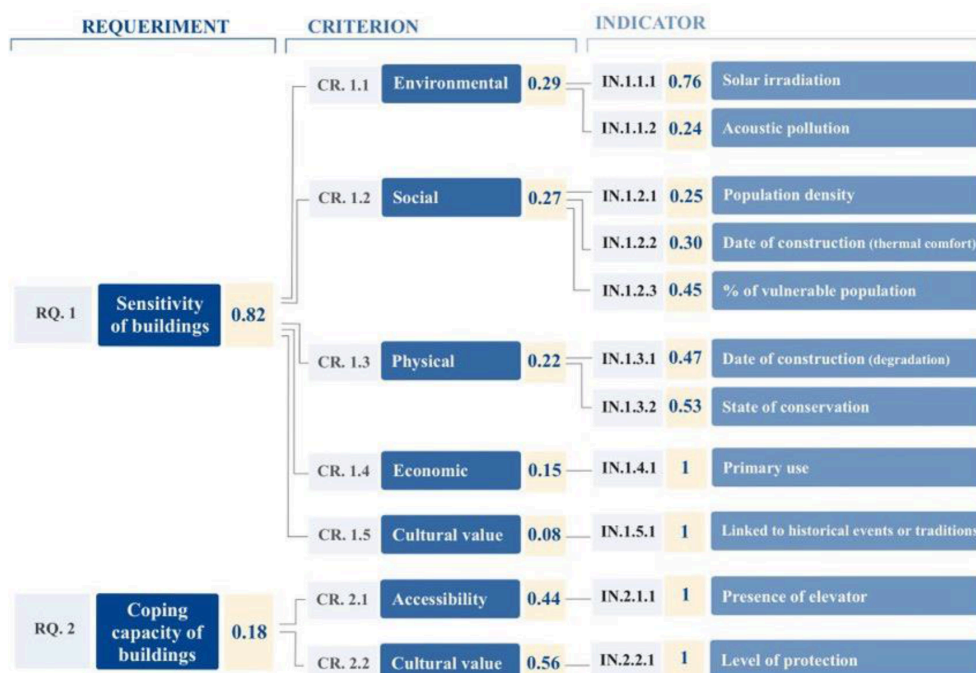 REQUERIMENT CRITERION INDICATOR
CR. 1.1 Environmental 0.29 IN.1.1.1 0.76 Solar irradiation
IN.1.1.2 0.24 Acoustic pollution
CR. 1.2 Social 0.27 IN.1.2.1 0.25 Population density
IN.1.2.2 0.30 Date of construction (thermal comfort)
IN.1.2.3 0.45 % of vulnerable population
RQ. 1 Sensitivity
of buildings 0.82
CR. 1.3 Physical 0.22 IN.1.3.1 0.47 Date of construction (degradation)
IN.1.3.2 0.53 State of conservation
CR. 1.4 Economic 0.15 IN.1.4.1 1 Primary use
CR. 1.5 Cultural value 0.08 IN.1.5.1 1 Linked to historical events or traditions
RQ. 2 Coping
capacity of
buildings 0.18
CR. 2.1 Accessibility 0.44 IN.2.1.1 1 Presence of elevator
CR. 2.2 Cultural value 0.56 IN.2.2.1 1 Level of protection